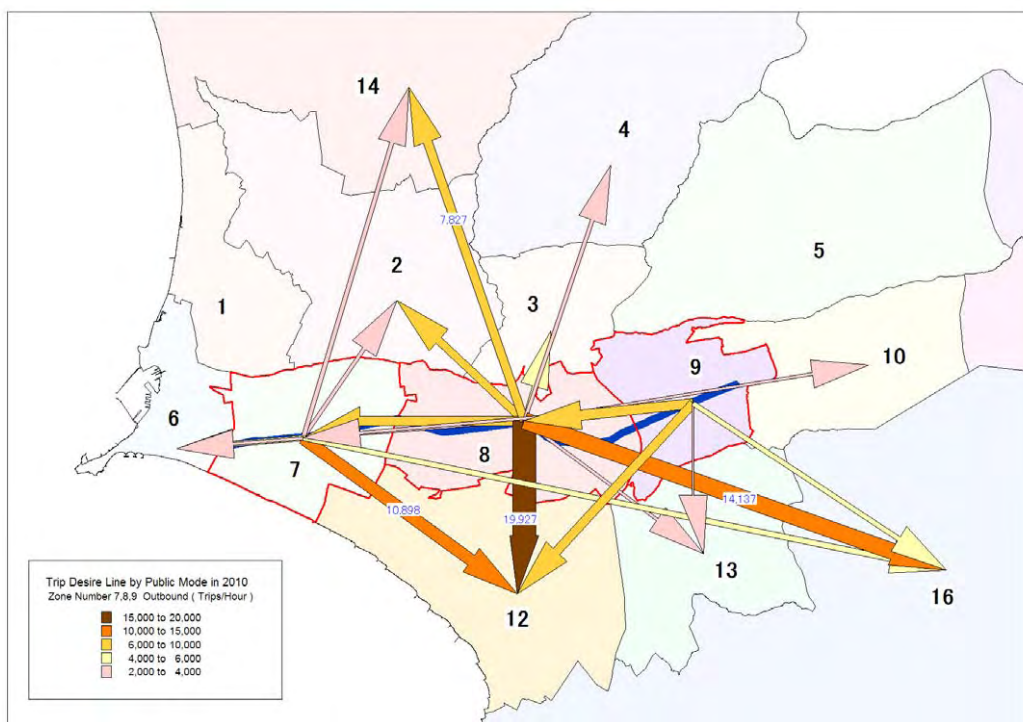 14
4
7,827
5
2
3
1
9
10
6
8
7
14,137
10,898
19,927
13
16
12
Trip Desire Line by Public Mode in 2010
Zone Number 7,8,9 Outbound ( Trips/Hour )
15,000 to 20,000
10,000 to 15,000
6,000 to 10,000
4,000 to 6,000
2,000 to 4,000